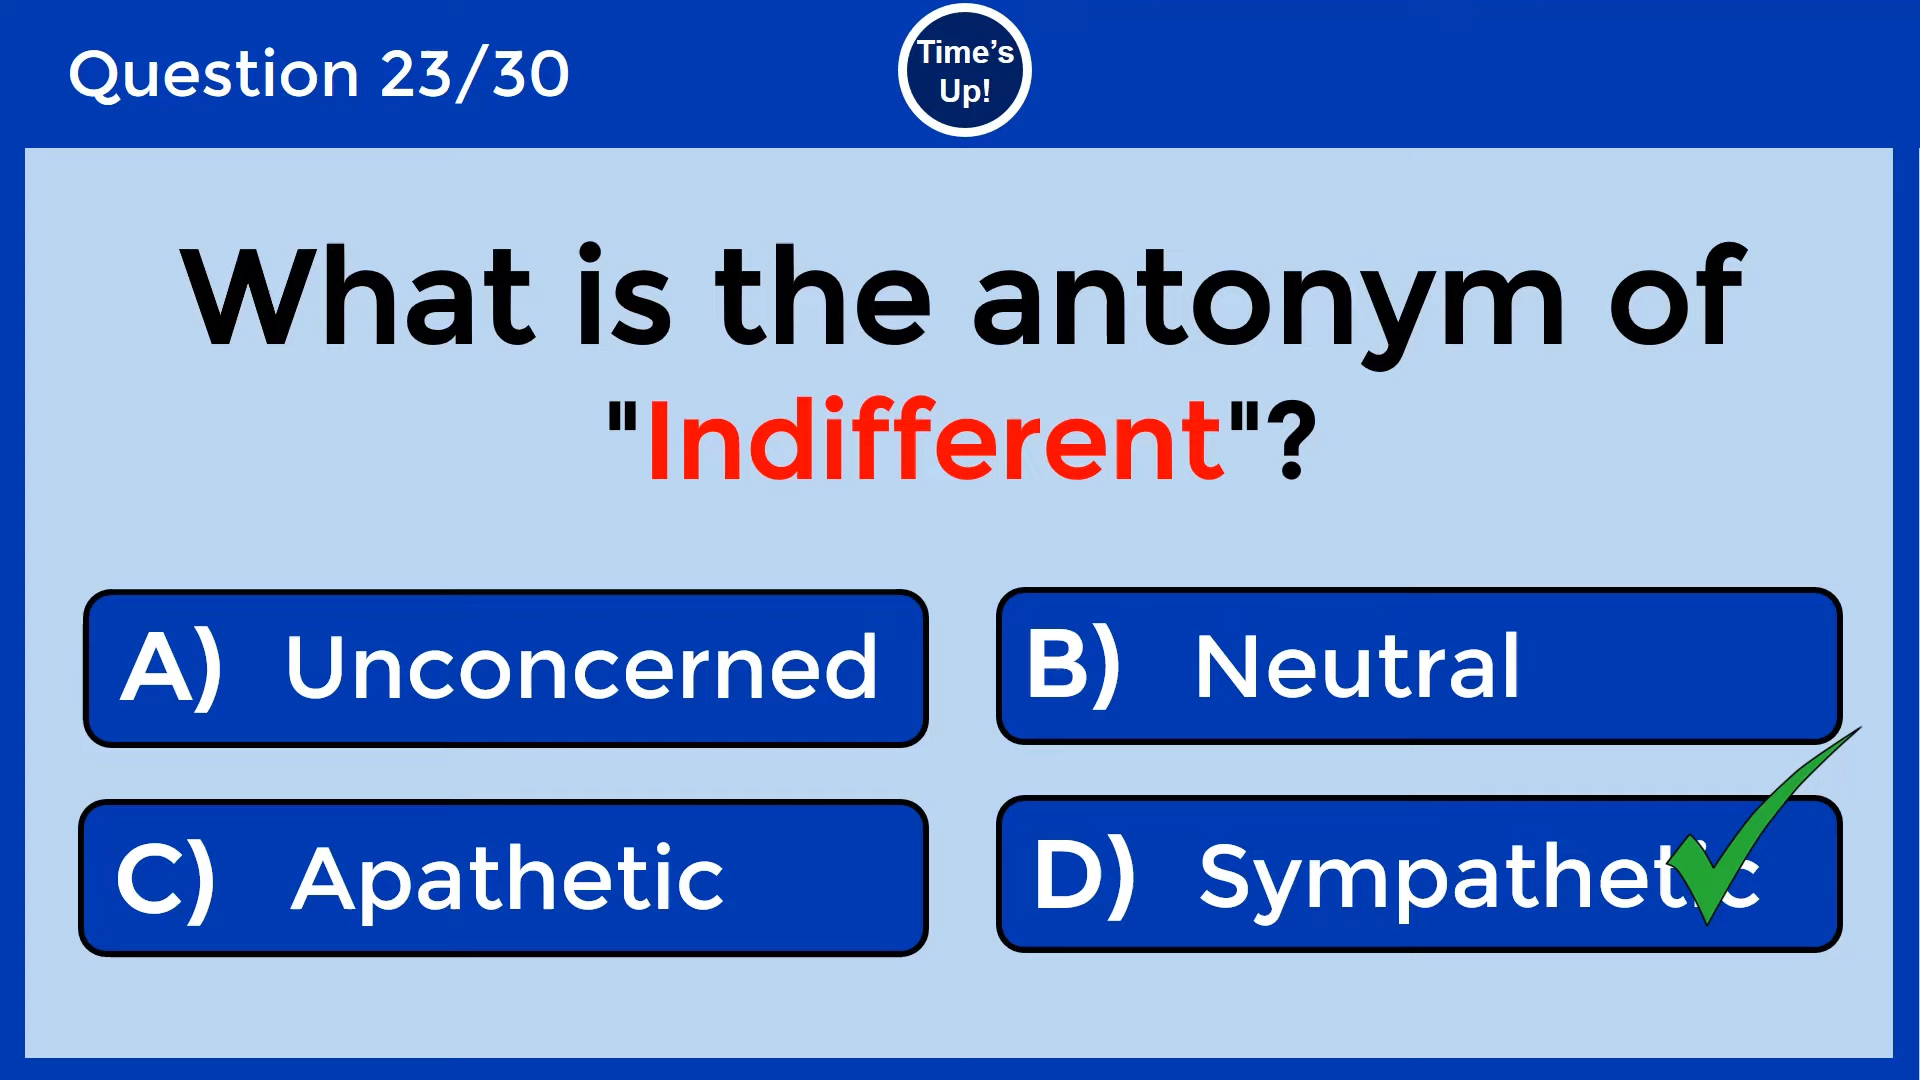 Question 23/30
Time's
Up!
What is the antonym of
"Indifferent"?
A) Unconcerned
B) Neutral
C) Apathetic
D) Sympathetic